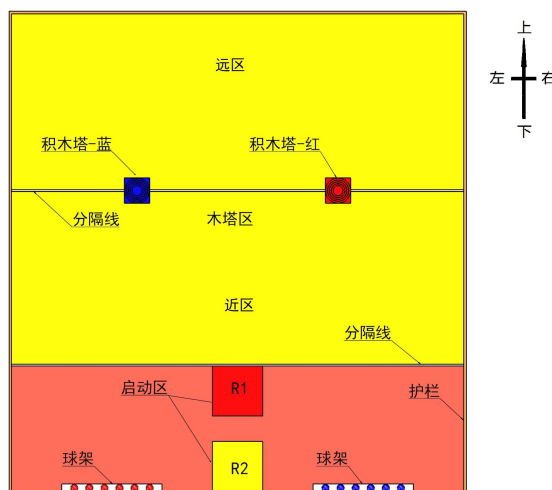 上
左 右
下
远区
积木塔-蓝 积木塔-红
分隔线 木塔区
近区
分隔线
启动区 R1 护栏
球架 R2 球架